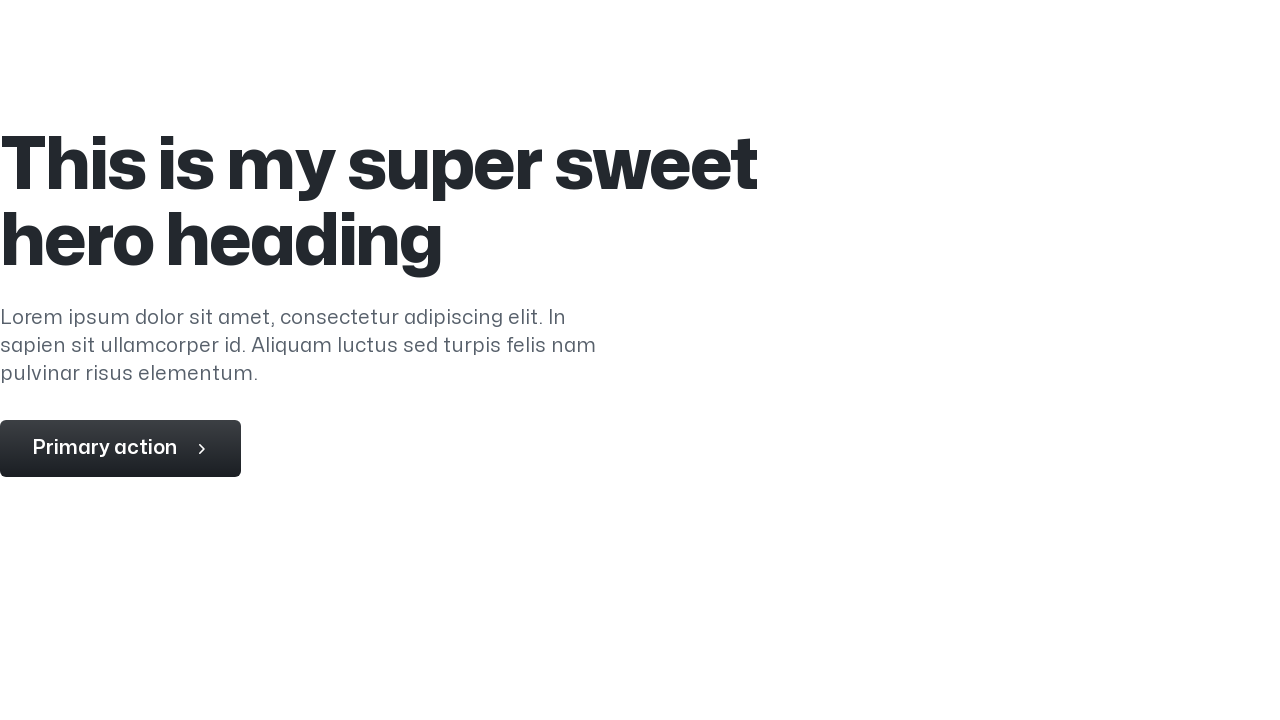 This is my super sweet
hero heading
Lorem ipsum dolor sit amet, consectetur adipiscing elit. In
sapien sit ullamcorper id. Aliquam luctus sed turpis felis nam
pulvinar risus elementum.
Primary action